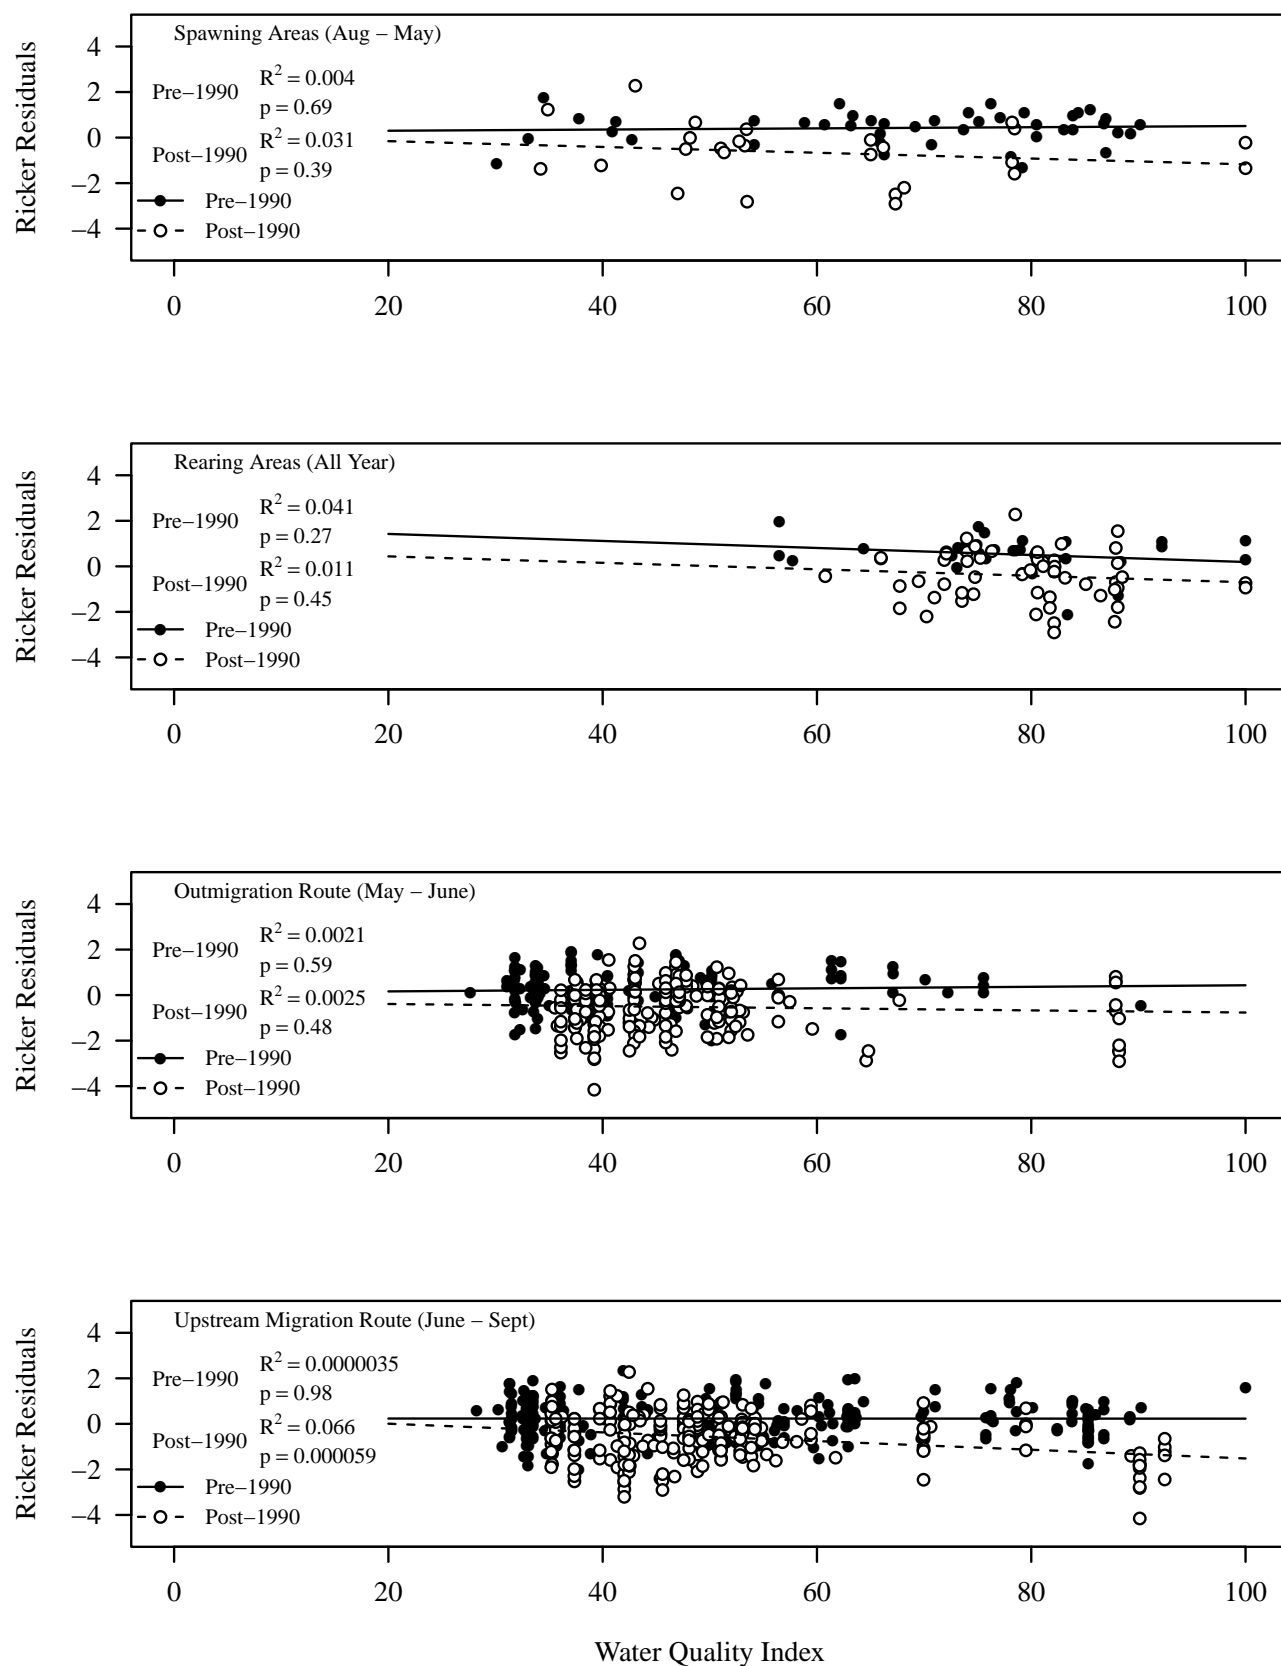 Spawning Areas (Aug – May)
Pre–1990
R² = 0.004
p = 0.69
Post–1990
R² = 0.031
p = 0.39
Pre–1990
Post–1990
Ricker Residuals
4
2
0
−2
−4
0 20 40 60 80 100
Rearing Areas (All Year)
Pre–1990
R² = 0.041
p = 0.27
Post–1990
R² = 0.011
p = 0.45
Pre–1990
Post–1990
Ricker Residuals
4
2
0
−2
−4
0 20 40 60 80 100
Outmigration Route (May – June)
Pre–1990
R² = 0.0021
p = 0.59
Post–1990
R² = 0.0025
p = 0.48
Pre–1990
Post–1990
Ricker Residuals
4
2
0
−2
−4
0 20 40 60 80 100
Upstream Migration Route (June – Sept)
Pre–1990
R² = 0.0000035
p = 0.98
Post–1990
R² = 0.066
p = 0.000059
Pre–1990
Post–1990
Ricker Residuals
4
2
0
−2
−4
0 20 40 60 80 100
Water Quality Index